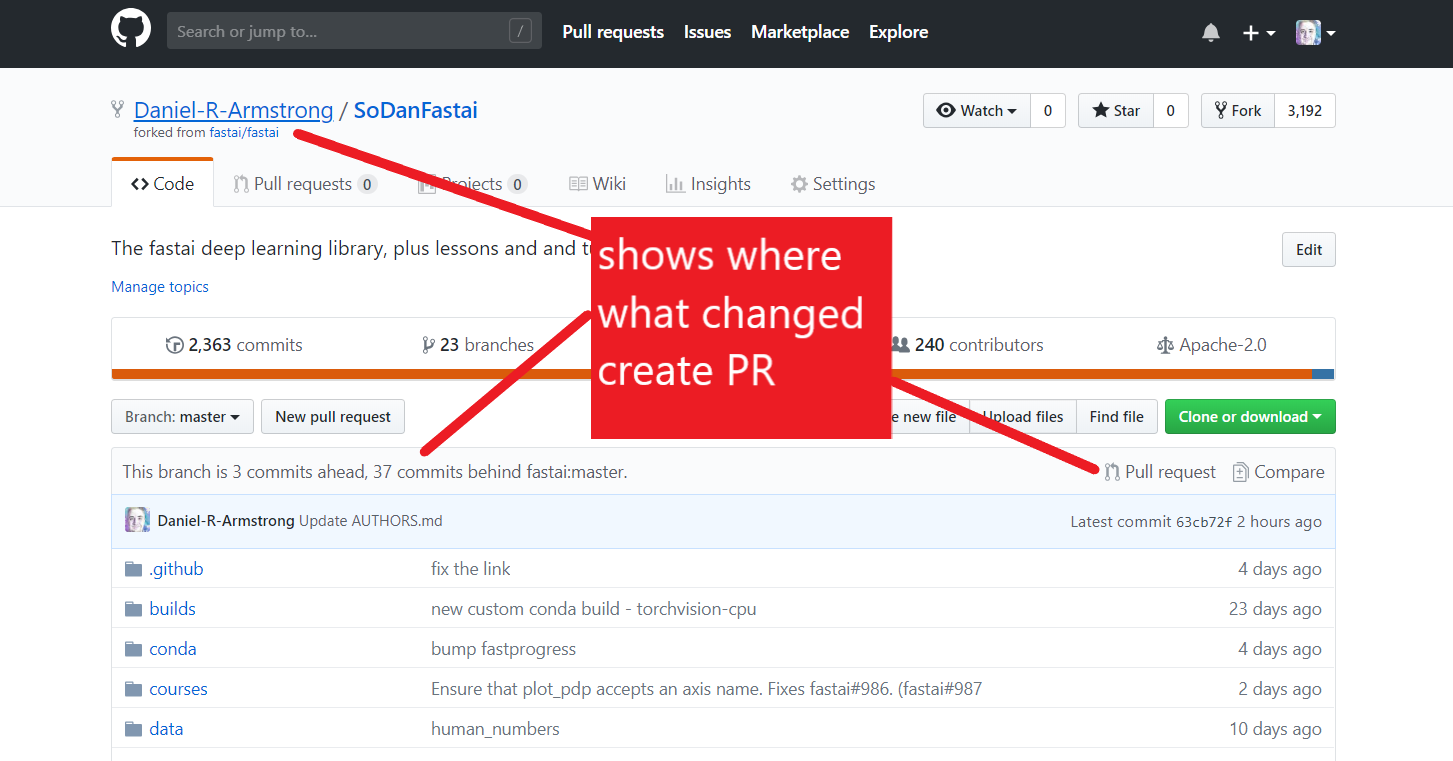 Search or jump to... /
Pull requests Issues Marketplace Explore
Daniel-R-Armstrong / SoDanFastai
forked from fastai/fastai
Watch 0 Star 0 Fork 3,192
Code Pull requests 0 Projects 0 Wiki Insights Settings
The fastai deep learning library, plus lessons and and
Edit
Manage topics
shows where
what changed
create PR
2,363 commits 23 branches 240 contributors Apache-2.0
Branch: master New pull request new file Upload files Find file Clone or download
This branch is 3 commits ahead, 37 commits behind fastai:master. Pull request Compare
Daniel-R-Armstrong Update AUTHORS.md Latest commit 63cb72f 2 hours ago
.github fix the link 4 days ago
builds new custom conda build - torchvision-cpu 23 days ago
conda bump fastprogress 4 days ago
courses Ensure that plot_pdp accepts an axis name. Fixes fastai#986. (fastai#987 2 days ago
data human_numbers 10 days ago